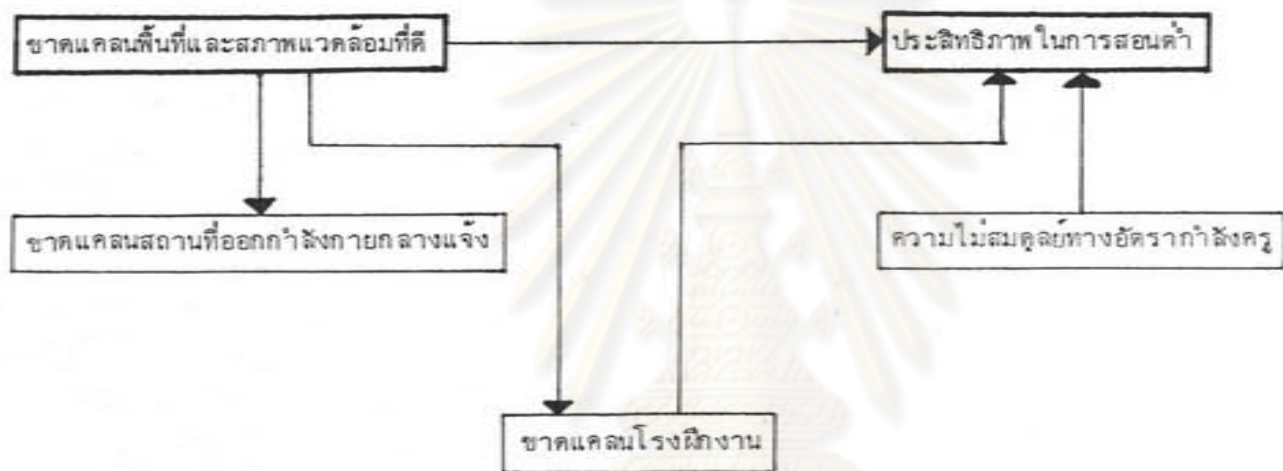 ขาดแคลนพื้นที่และสภาพแวดล้อมที่ดี
ประสิทธิภาพในการสอนต่ำ
ขาดแคลนสถานที่ออกกำลังกายกลางแจ้ง
ความไม่สมดุลย์ทางอัตรากำลังครู
ขาดแคลนโรงฝึกงาน